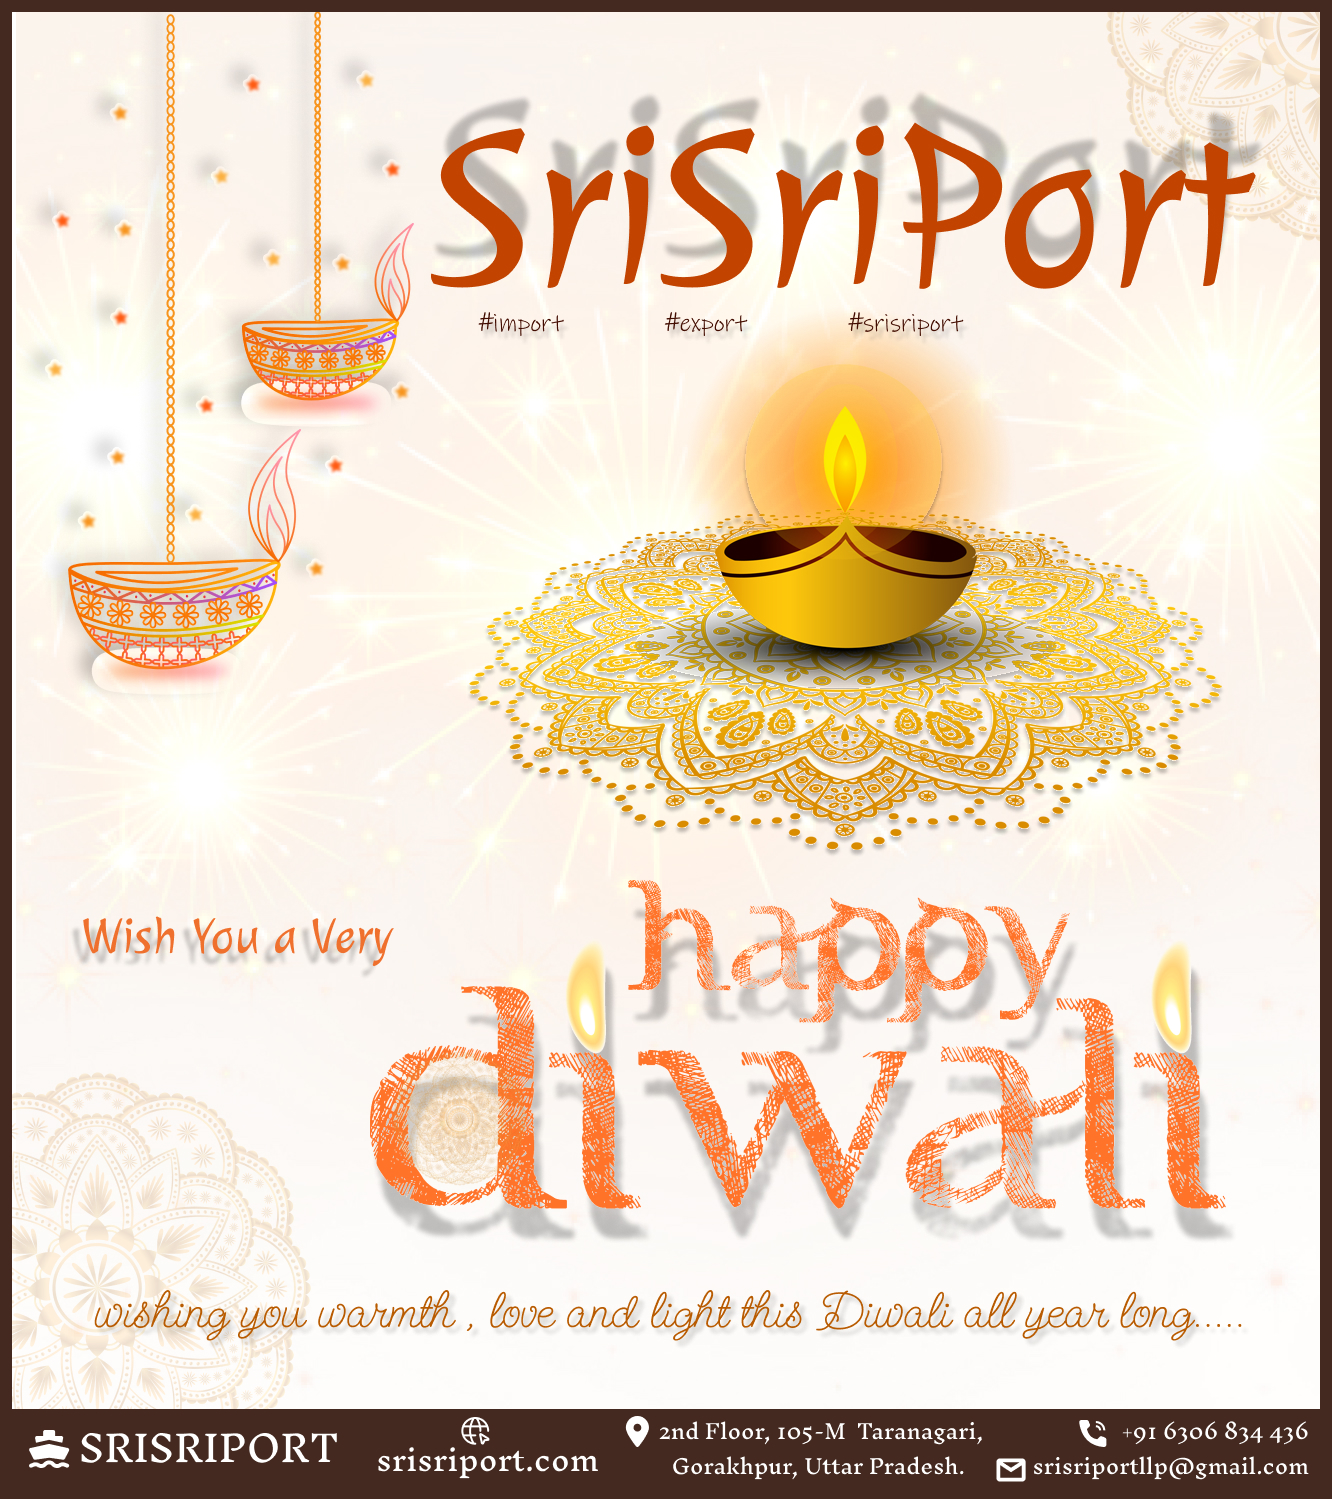 SriSriPort
#import #export #srisriport
Wish You a Very
happy
diwali
wishing you warmth , love and light this Diwali all year long.....
SRISRIPORT
srisriport.com
2nd Floor, 105-M Taranagari,
Gorakhpur, Uttar Pradesh.
+91 6306 834 436
srisriportllp@gmail.com